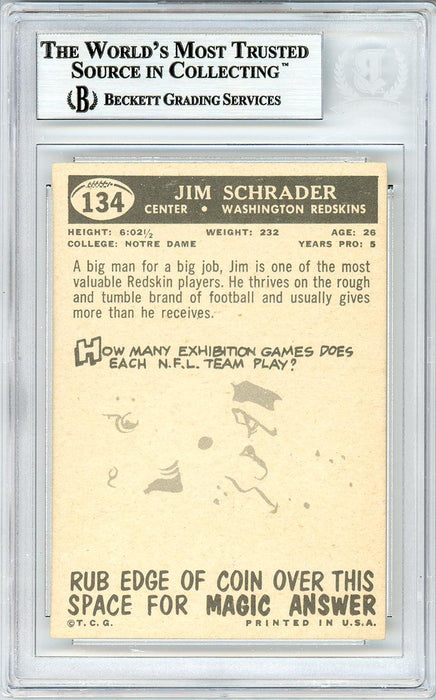 THE WORLD'S MOST TRUSTED
SOURCE IN COLLECTING™
(B) BECKETT GRADING SERVICES
B
134
JIM SCHRADER
CENTER • WASHINGTON REDSKINS
HEIGHT: 6:02½ WEIGHT: 232 AGE: 26
COLLEGE: NOTRE DAME YEARS PRO: 5
A big man for a big job, Jim is one of the most
valuable Redskin players. He thrives on the rough
and tumble brand of football and usually gives
more than he receives.
HOW MANY EXHIBITION GAMES DOES
EACH N.F.L. TEAM PLAY?
RUB EDGE OF COIN OVER THIS
SPACE FOR MAGIC ANSWER
©T.C.G. PRINTED IN U.S.A.